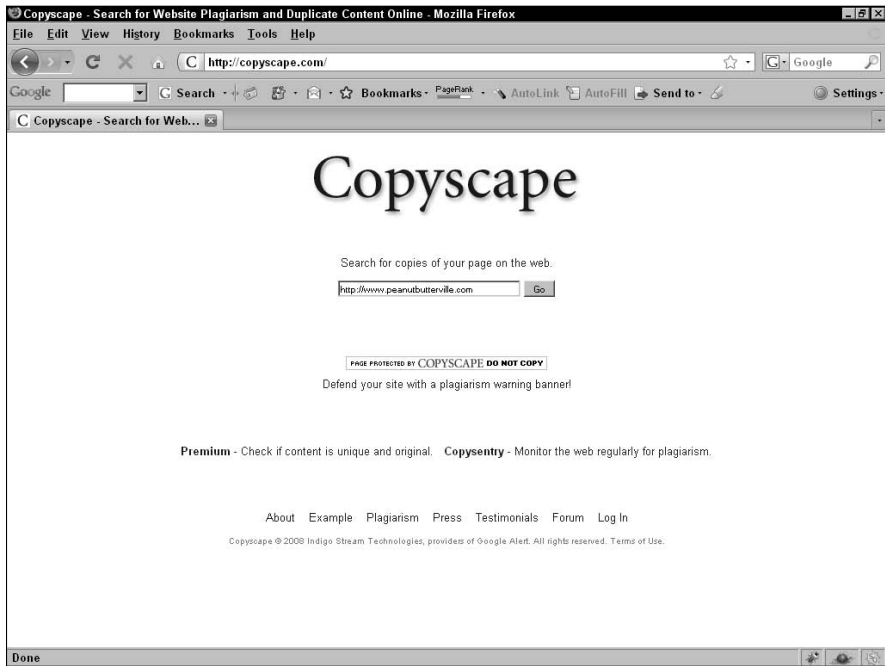 Copyscape - Search for Website Plagiarism and Duplicate Content Online - Mozilla Firefox
File Edit View History Bookmarks Tools Help
C http://copyscape.com/ G Google
Google G Search Bookmarks PageRank AutoLink AutoFill Send to Settings
C Copyscape - Search for Web...
Copyscape
Search for copies of your page on the web.
http://www.peanutbutterville.com Go
PAGE PROTECTED BY COPYSCAPE DO NOT COPY
Defend your site with a plagiarism warning banner!
Premium - Check if content is unique and original. Copysentry - Monitor the web regularly for plagiarism.
About Example Plagiarism Press Testimonials Forum Log In
Copyscape © 2008 Indigo Stream Technologies, providers of Google Alert. All rights reserved. Terms of Use.
Done